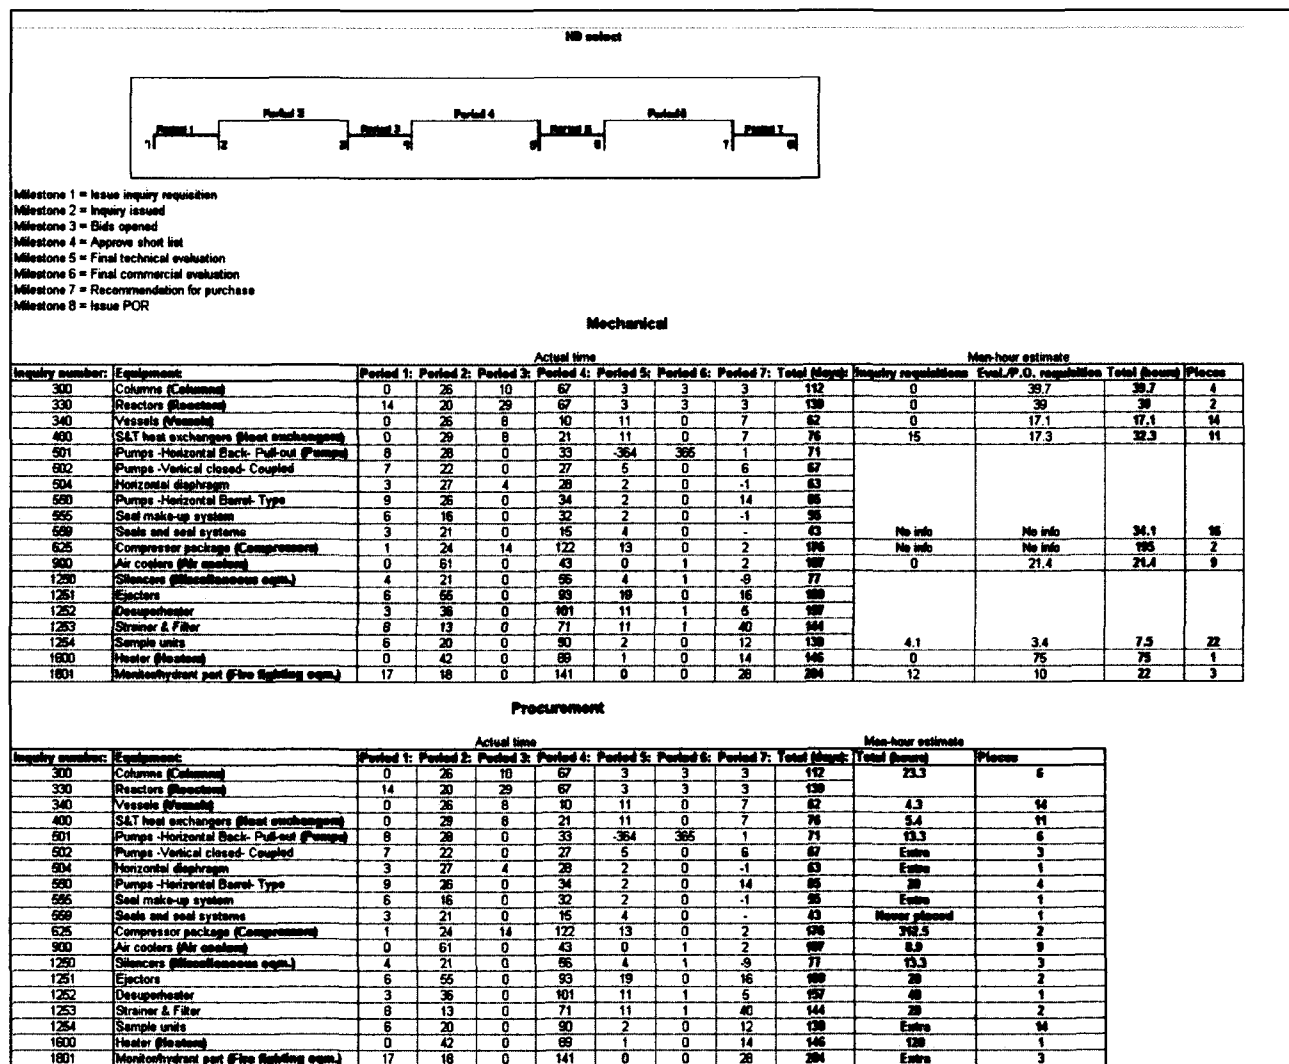 HD select
Period 1 Period 2 Period 3 Period 4 Period 5 Period 6 Period 7
1 2 3 4 5 6 7 8
Milestone 1 = Issue inquiry requisition
Milestone 2 = Inquiry issued
Milestone 3 = Bids opened
Milestone 4 = Approve short list
Milestone 5 = Final technical evaluation
Milestone 6 = Final commercial evaluation
Milestone 7 = Recommendation for purchase
Milestone 8 = Issue POR
Mechanical
Actual time Man-hour estimate
Inquiry number: Equipment: Period 1: Period 2: Period 3: Period 4: Period 5: Period 6: Period 7: Total (days): Inquiry requisitions Eval./P.O. requisition Total (hours) Pieces
300 Columns (Columns) 0 26 10 67 3 3 3 112 0 39.7 39.7 4
330 Reactors (Reactors) 14 20 29 67 3 3 3 139 0 39 39 2
340 Vessels (Vessels) 0 26 8 10 11 0 7 62 0 17.1 17.1 14
400 S&T heat exchangers (Heat exchangers) 0 29 8 21 11 0 7 76 15 17.3 32.3 11
501 Pumps -Horizontal Back- Pull-out (Pumps) 8 28 0 33 -364 365 1 71
502 Pumps -Vertical closed- Coupled 7 22 0 27 5 0 6 67
504 Horizontal diaphragm 3 27 4 28 2 0 -1 63
550 Pumps -Horizontal Barrel- Type 9 26 0 34 2 0 14 85
555 Seal make-up system 6 16 0 32 2 0 -1
559 Seals and seal systems 3 21 0 15 4 0 - 43 No info No info 34.1 16
625 Compressor package (Compressors) 1 24 14 122 13 0 2 176 No info No info 195 2
900 Air coolers (Air coolers) 0 61 0 43 0 1 2 107 0 21.4 21.4 9
1250 Silencers (Miscellaneous eqm.) 4 21 0 56 4 1 -9 77
1251 Ejectors 6 55 0 93 19 0 16 189
1252 Desuperheater 3 36 0 101 11 1 5 157
1253 Strainer & Filter 8 13 0 71 11 1 40 144
1254 Sample units 6 20 0 90 2 0 12 130 4.1 3.4 7.5 22
1600 Heater (Heaters) 0 42 0 89 1 0 14 146 0 75 75 1
1801 Monitor/hydrant part (Fire fighting eqm.) 17 18 0 141 0 0 28 204 12 10 22 3
Procurement
Actual time Man-hour estimate
Inquiry number: Equipment: Period 1: Period 2: Period 3: Period 4: Period 5: Period 6: Period 7: Total (days): Total (hours) Pieces
300 Columns (Columns) 0 26 10 67 3 3 3 112 23.3 6
330 Reactors (Reactors) 14 20 29 67 3 3 3 139
340 Vessels (Vessels) 0 26 8 10 11 0 7 62 4.3 14
400 S&T heat exchangers (Heat exchangers) 0 29 8 21 11 0 7 76 5.4 11
501 Pumps -Horizontal Back- Pull-out (Pumps) 8 28 0 33 -364 365 1 71 13.3 6
502 Pumps -Vertical closed- Coupled 7 22 0 27 5 0 6 67 Extra 3
504 Horizontal diaphragm 3 27 4 28 2 0 -1 63 Extra 1
550 Pumps -Horizontal Barrel- Type 9 26 0 34 2 0 14 85 20 4
555 Seal make-up system 6 16 0 32 2 0 -1 Extra 1
559 Seals and seal systems 3 21 0 15 4 0 - 43 Never placed 1
625 Compressor package (Compressors) 1 24 14 122 13 0 2 176 312.5 2
900 Air coolers (Air coolers) 0 61 0 43 0 1 2 107 8.9 9
1250 Silencers (Miscellaneous eqm.) 4 21 0 56 4 1 -9 77 13.3 3
1251 Ejectors 6 55 0 93 19 0 16 189 20 2
1252 Desuperheater 3 36 0 101 11 1 5 157 40 1
1253 Strainer & Filter 8 13 0 71 11 1 40 144 20 2
1254 Sample units 6 20 0 90 2 0 12 130 Extra 14
1600 Heater (Heaters) 0 42 0 89 1 0 14 146 120 1
1801 Monitor/hydrant part (Fire fighting eqm.) 17 18 0 141 0 0 28 204 Extra 3